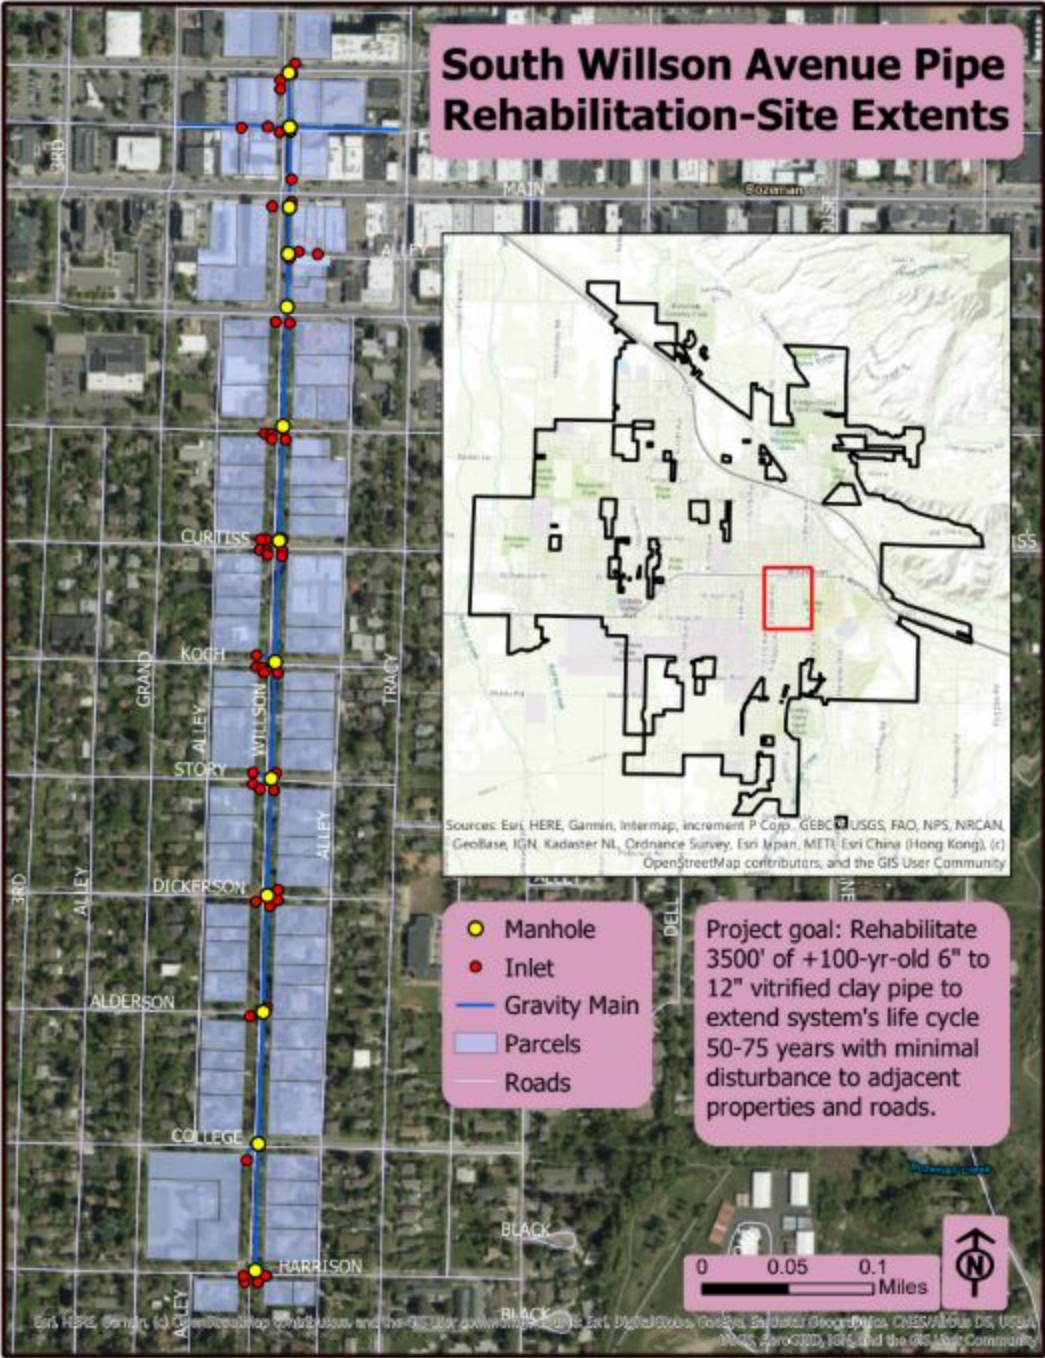 South Willson Avenue Pipe
Rehabilitation-Site Extents
3RD
MAIN
Bozeman
ALLEY
CURTISS
ISS
KOCH
GRAND
ALLEY
WILLSON
TRACY
STORY
ALLEY
DICKERSON
3RD
ALLEY
ALDERSON
COLLEGE
HARRISON
ALLEY
DELL
BLACK
BLACK
Sources: Esri, HERE, Garmin, Intermap, increment P Corp., GEBCO, USGS, FAO, NPS, NRCAN,
GeoBase, IGN, Kadaster NL, Ordnance Survey, Esri Japan, METI, Esri China (Hong Kong), (c)
OpenStreetMap contributors, and the GIS User Community
Manhole
Inlet
Gravity Main
Parcels
Roads
Project goal: Rehabilitate
3500' of +100-yr-old 6" to
12" vitrified clay pipe to
extend system's life cycle
50-75 years with minimal
disturbance to adjacent
properties and roads.
Bozeman Creek
0 0.05 0.1
Miles
N